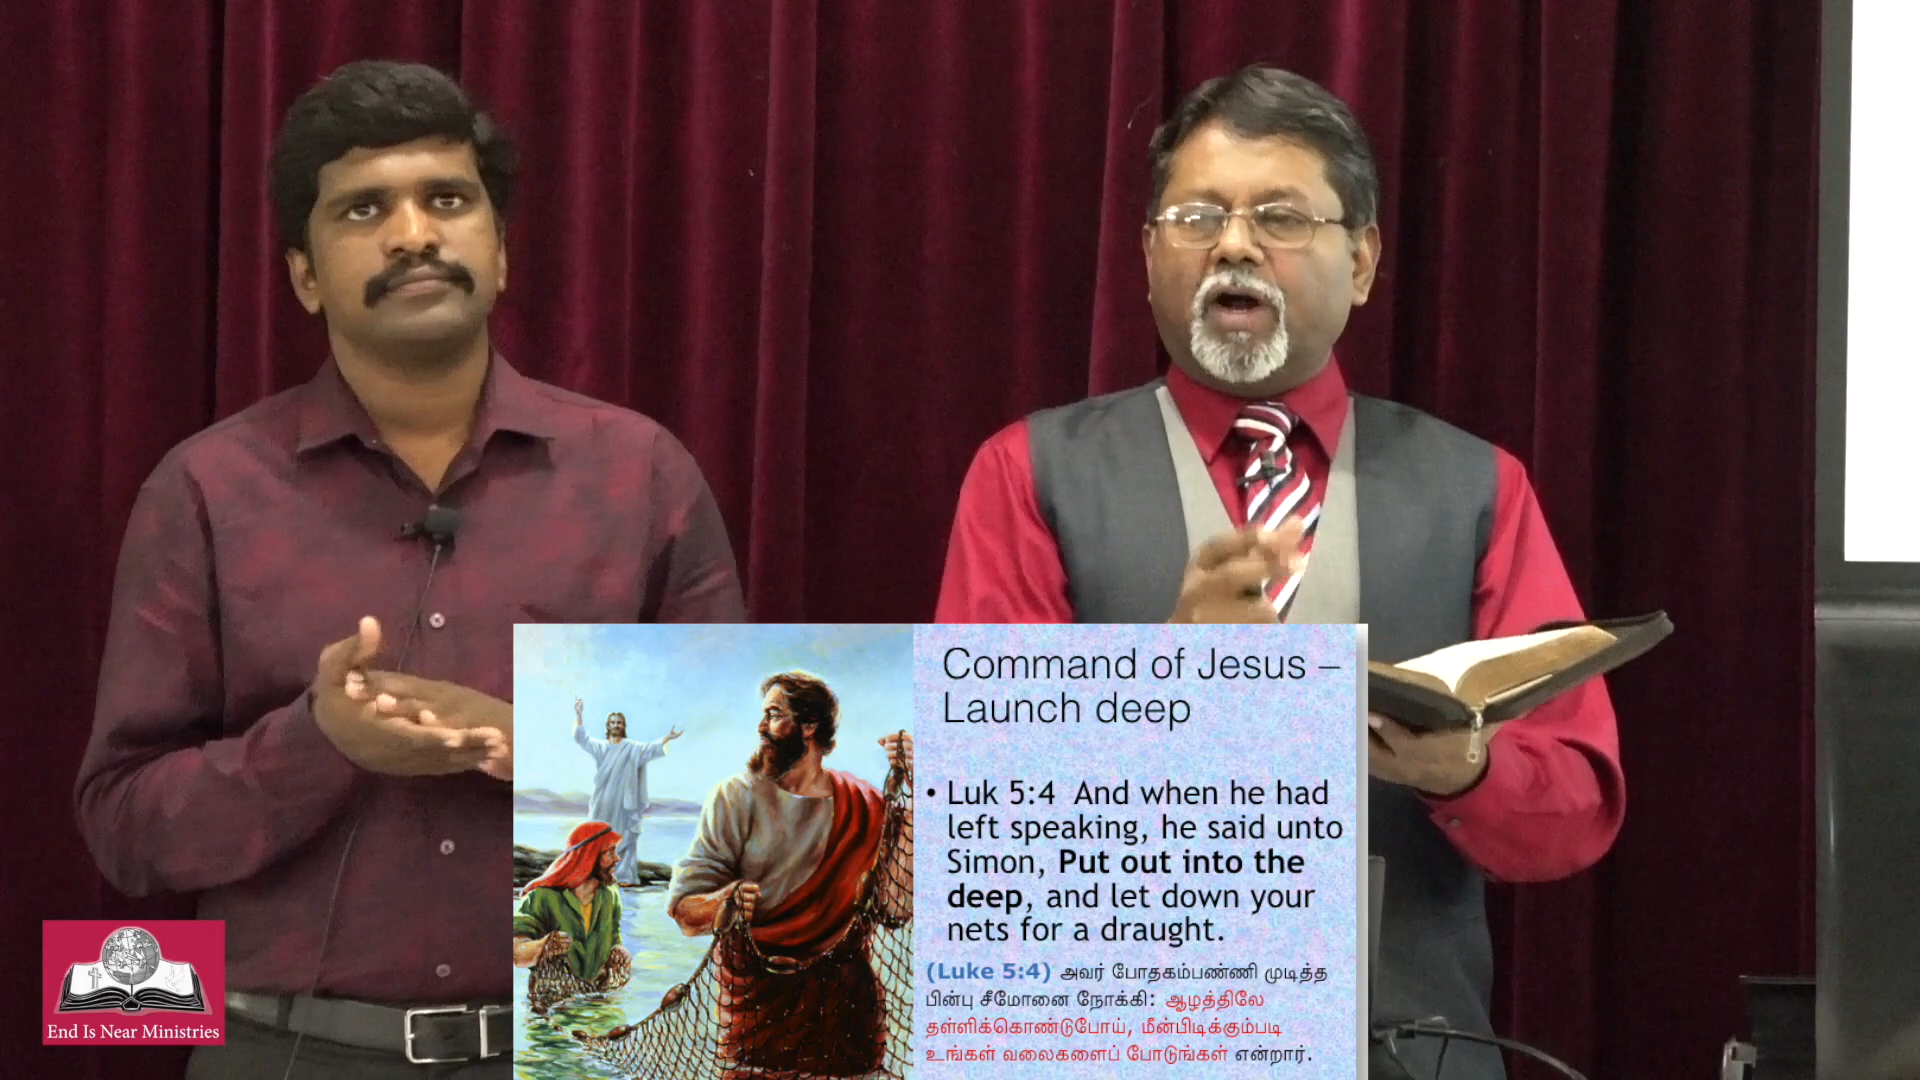 Command of Jesus –
Launch deep
• Luk 5:4 And when he had
left speaking, he said unto
Simon, Put out into the
deep, and let down your
nets for a draught.
(Luke 5:4) அவர் போதகம்பண்ணி முடித்த
பின்பு சீமோனை நோக்கி: ஆழத்திலே
தள்ளிக்கொண்டுபோய், மீன்பிடிக்கும்படி
உங்கள் வலைகளைப் போடுங்கள் என்றார்.
End Is Near Ministries